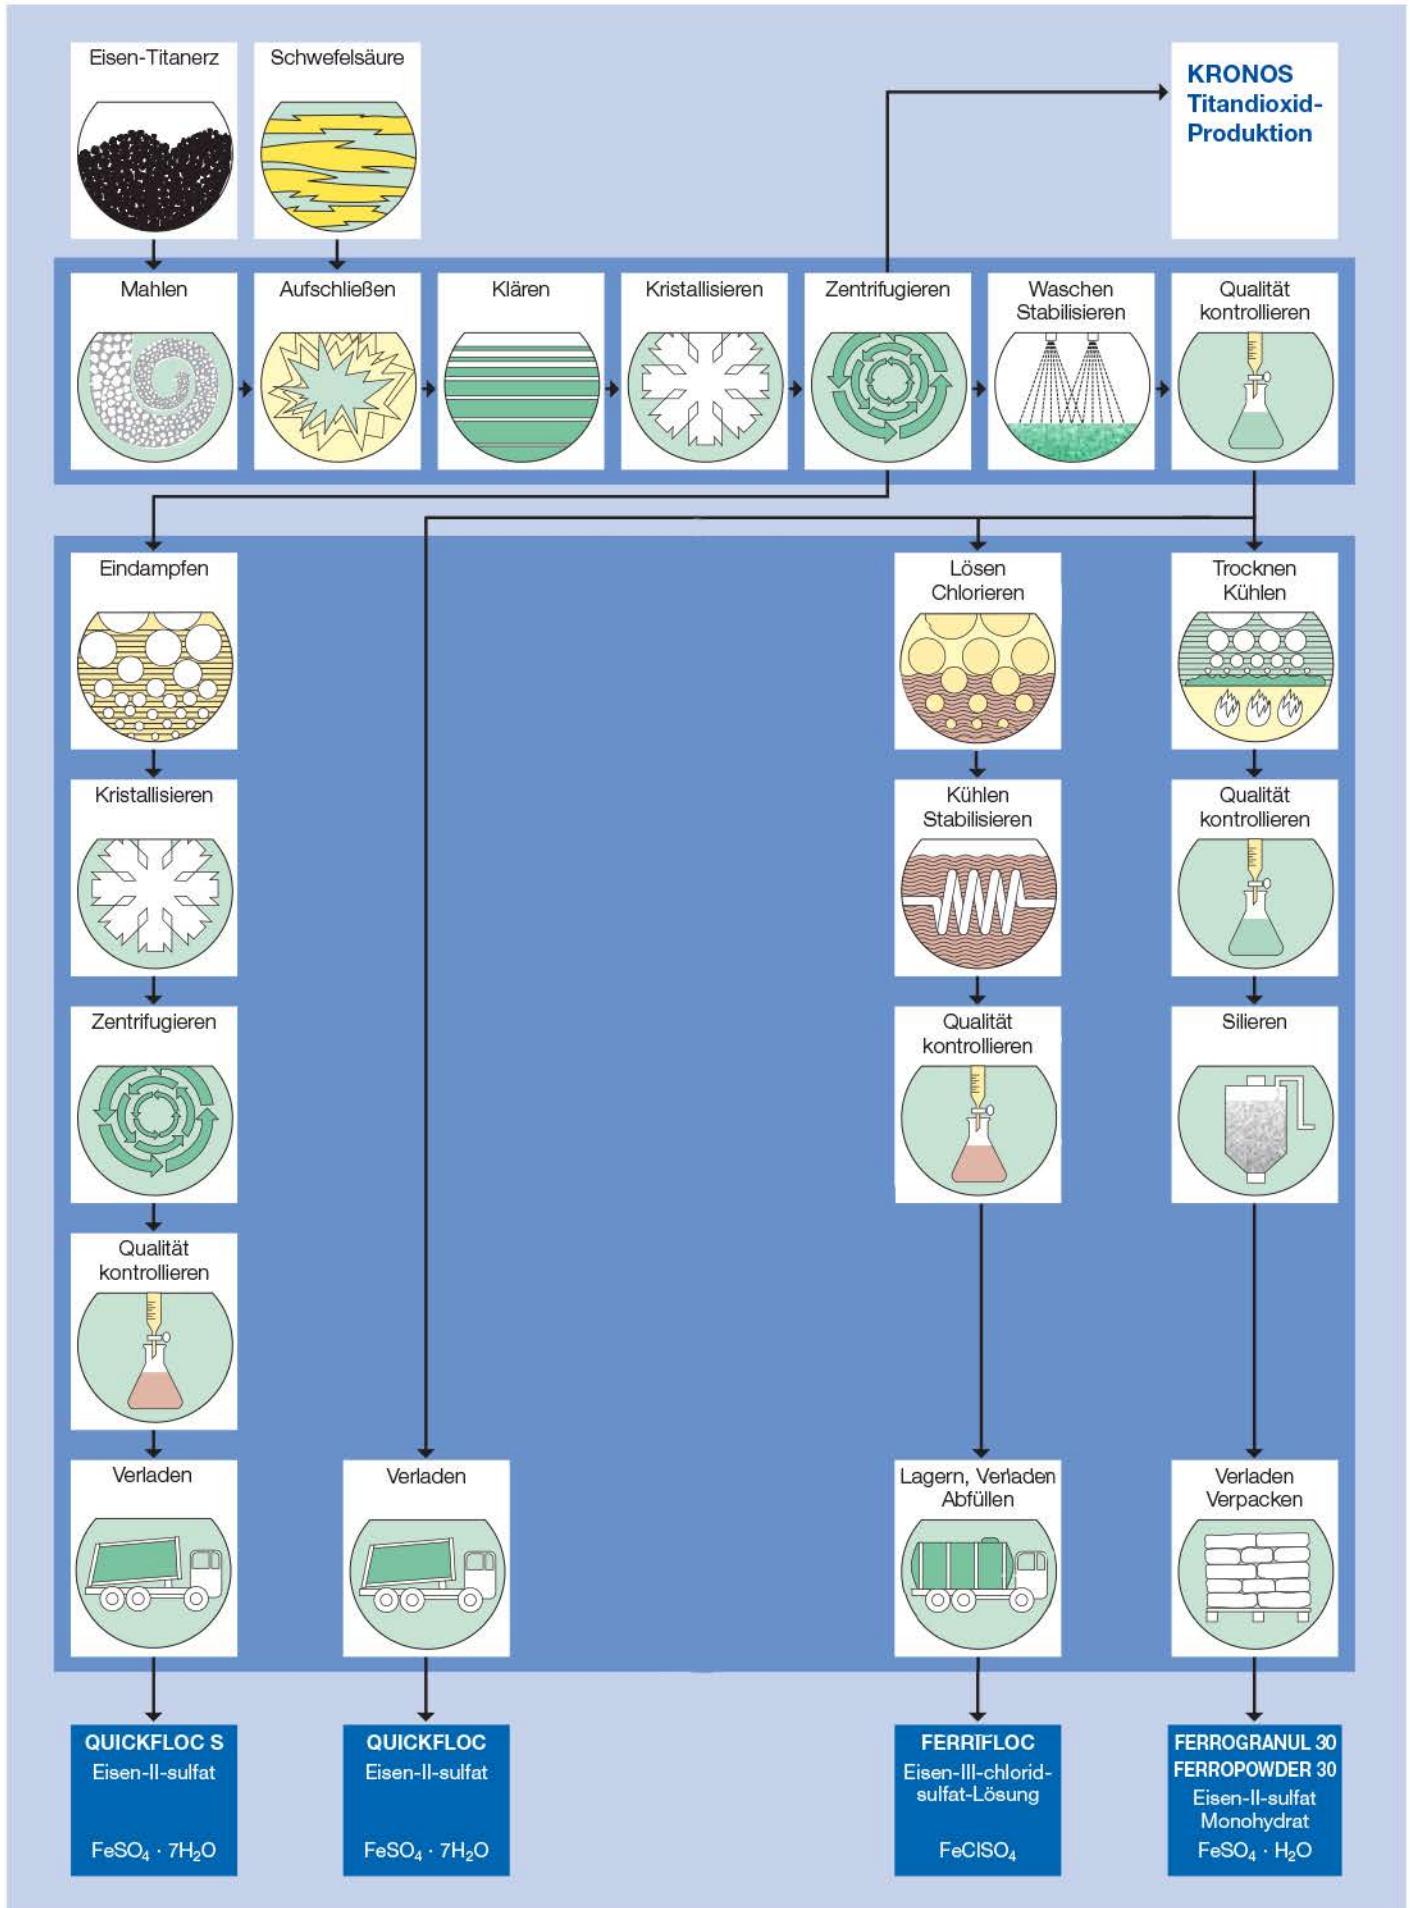 Eisen-Titanerz
Schwefelsäure
KRONOS
Titandioxid-
Produktion
Mahlen
Aufschließen
Klären
Kristallisieren
Zentrifugieren
Waschen
Stabilisieren
Qualität
kontrollieren
Eindampfen
Lösen
Chlorieren
Trocknen
Kühlen
Kristallisieren
Kühlen
Stabilisieren
Qualität
kontrollieren
Zentrifugieren
Qualität
kontrollieren
Silieren
Qualität
kontrollieren
Verladen
Verladen
Lagern, Verladen
Abfüllen
Verladen
Verpacken
QUICKFLOC S
Eisen-II-sulfat
FeSO₄ · 7H₂O
QUICKFLOC
Eisen-II-sulfat
FeSO₄ · 7H₂O
FERRIFLOC
Eisen-III-chlorid-
sulfat-Lösung
FeClSO₄
FERROGRANUL 30
FERROPOWDER 30
Eisen-II-sulfat
Monohydrat
FeSO₄ · H₂O